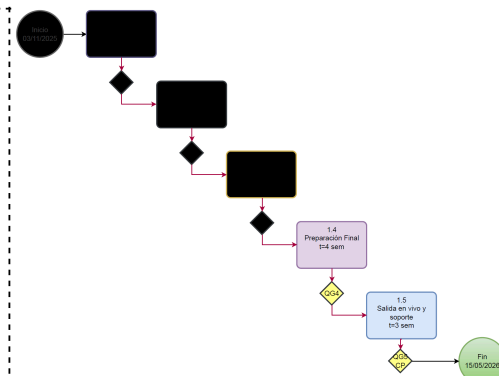 Inicio
03/11/2025
1.4
Preparación Final
t=4 sem
QG4
1.5
Salida en vivo y
soporte
t=3 sem
QG5
CP
Fin
15/05/2026